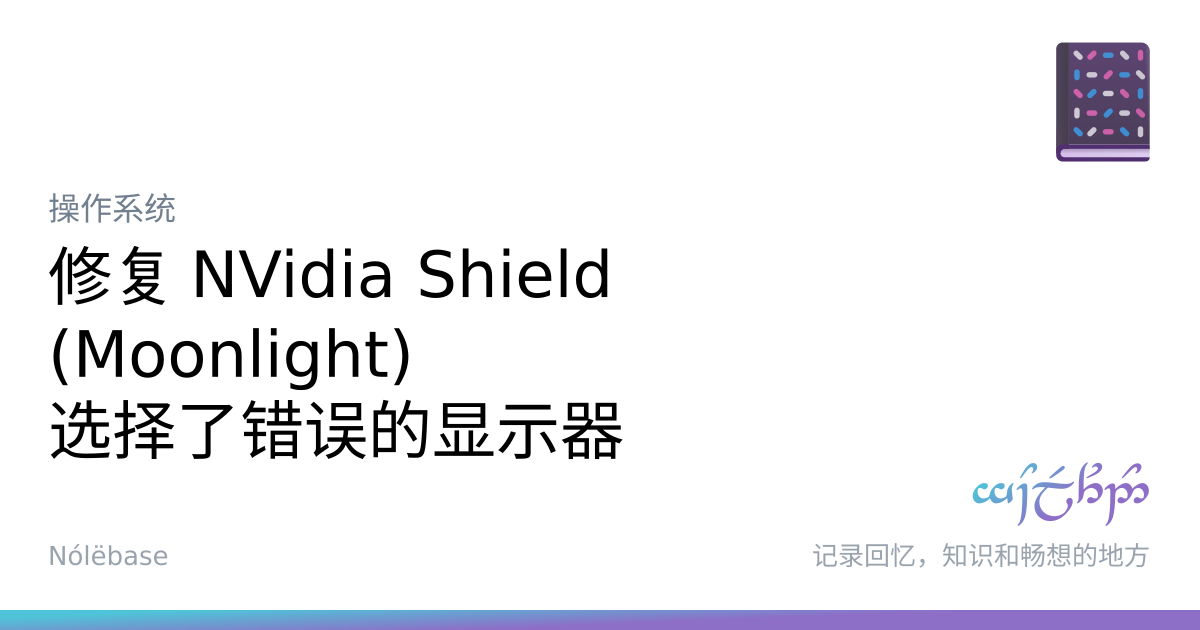 操作系统
修复 NVidia Shield
(Moonlight)
选择了错误的显示器
Nólëbase
记录回忆，知识和畅想的地方